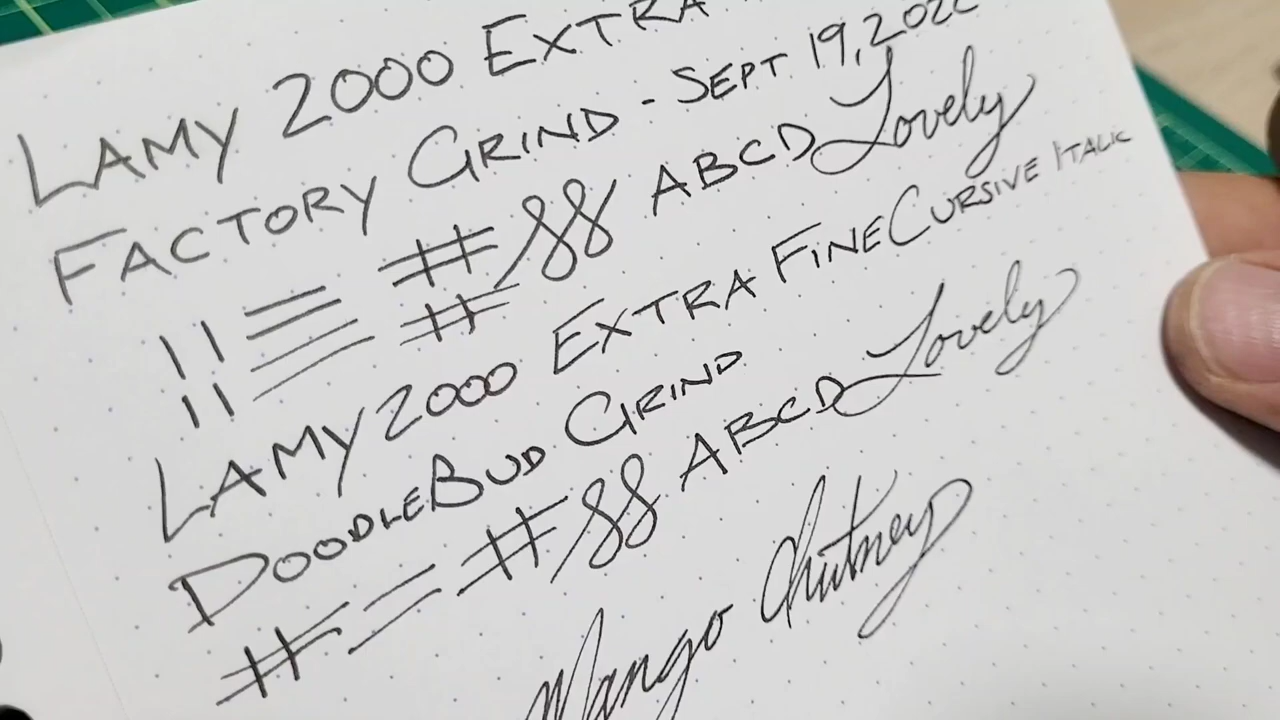 LAMY 2000 EXTRA
FACTORY GRIND - SEPT 19, 2022
# 88 ABCD Lovely
#
LAMY 2000 EXTRA FINE CURSIVE ITALIC
DOODLEBUD GRIND
# = # 88 ABCD Lovely
Mango Chutney